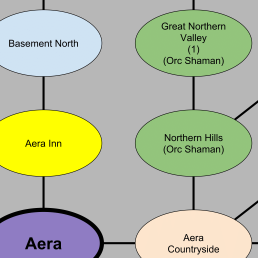 Basement North
Great Northern
Valley
(1)
(Orc Shaman)
Aera Inn
Northern Hills
(Orc Shaman)
Aera
Aera
Countryside